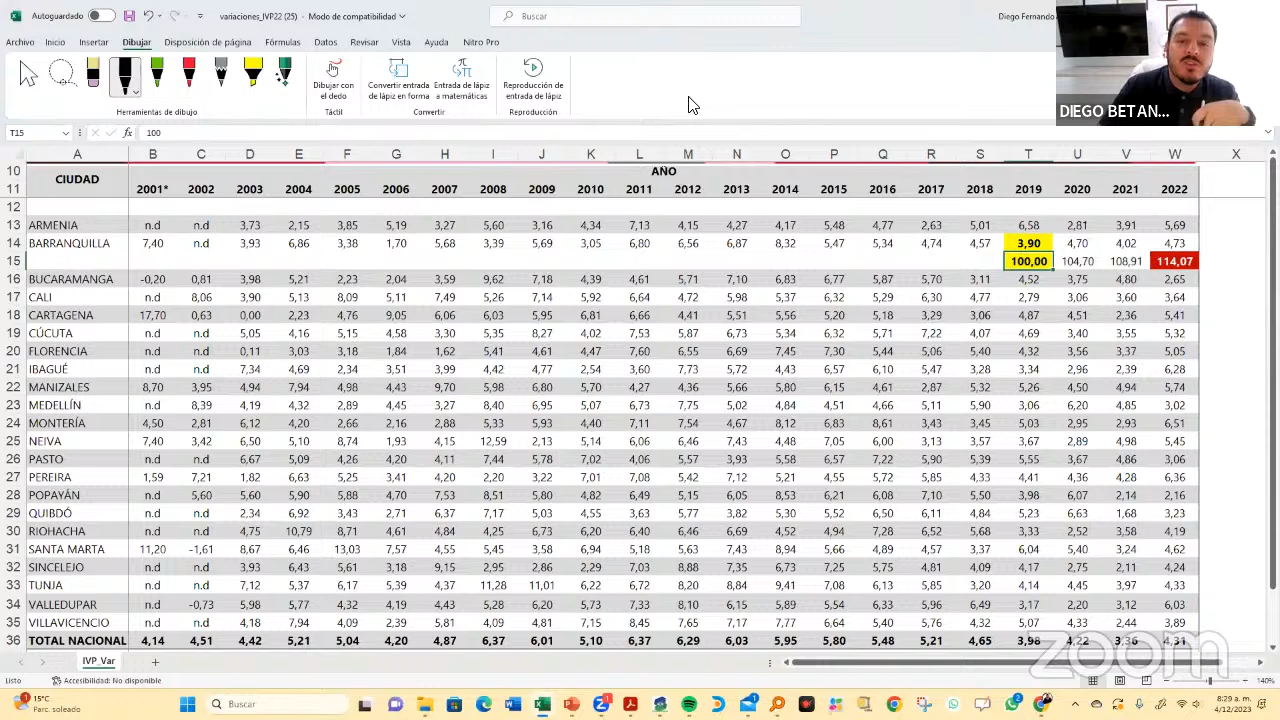 Autoguardado variaciones_IVP22 (25) - Modo de compatibilidad Buscar Diego Fernando
Archivo Inicio Insertar Dibujar Disposición de página Fórmulas Datos Revisar Vista Ayuda Nitro Pro
Dibujar con el dedo Convertir entrada de lápiz en forma Entrada de lápiz a matemáticas Reproducción de entrada de lápiz
Herramientas de dibujo Táctil Convertir Reproducción
DIEGO BETAN...
T15 fx 100
A B C D E F G H I J K L M N O P Q R S T U V W X
10 CIUDAD AÑO
11 2001* 2002 2003 2004 2005 2006 2007 2008 2009 2010 2011 2012 2013 2014 2015 2016 2017 2018 2019 2020 2021 2022
12
13 ARMENIA n.d n.d 3,73 2,15 3,85 5,19 3,27 5,60 3,16 4,34 7,13 4,15 4,27 4,17 5,48 4,77 2,63 5,01 6,58 2,81 3,91 5,69
14 BARRANQUILLA 7,40 n.d 3,93 6,86 3,38 1,70 5,68 3,39 5,69 3,05 6,80 6,56 6,87 8,32 5,47 5,34 4,74 4,57 3,90 4,70 4,02 4,73
15 100,00 104,70 108,91 114,07
16 BUCARAMANGA -0,20 0,81 3,98 5,21 2,23 2,04 3,56 9,62 7,18 4,39 4,61 5,71 7,10 6,83 6,77 5,87 5,70 3,11 4,52 3,75 4,80 2,65
17 CALI n.d 8,06 3,90 5,13 8,09 5,11 7,49 5,26 7,14 5,92 6,64 4,72 5,98 5,37 6,32 5,29 6,30 4,77 2,79 3,06 3,60 3,64
18 CARTAGENA 17,70 0,63 0,00 2,23 4,76 9,05 6,06 6,03 5,95 6,81 6,66 4,41 5,51 5,56 5,20 5,18 3,29 3,06 4,87 4,51 2,36 5,41
19 CÚCUTA n.d n.d 5,05 4,16 5,15 4,58 3,30 5,35 8,27 4,02 7,53 5,87 6,73 5,34 6,32 5,71 7,22 4,07 4,69 3,40 3,55 5,32
20 FLORENCIA n.d n.d 0,11 3,03 3,18 1,84 1,62 5,41 4,61 4,47 7,60 6,55 6,69 7,45 7,30 5,44 5,06 5,40 4,32 3,56 3,37 5,05
21 IBAGUÉ n.d n.d 7,34 4,69 2,34 3,51 3,99 4,42 4,77 2,54 3,60 7,73 5,72 4,43 6,57 6,10 5,47 3,28 3,34 2,96 2,39 6,28
22 MANIZALES 8,70 3,95 4,94 7,94 4,98 4,43 9,70 5,98 6,80 5,70 4,27 4,36 5,66 5,80 6,15 4,61 2,87 5,32 5,26 4,50 4,94 5,74
23 MEDELLÍN n.d 8,39 4,19 4,32 2,89 4,45 3,27 8,40 6,95 5,07 6,73 7,75 5,02 4,84 4,51 4,66 5,11 5,90 3,06 6,20 4,85 3,02
24 MONTERÍA 4,50 2,81 6,12 4,20 2,66 2,16 2,88 5,33 5,93 4,40 7,11 7,54 4,67 8,12 6,83 8,61 3,43 3,45 5,03 2,95 2,93 6,51
25 NEIVA 7,40 3,42 6,50 5,10 8,74 1,93 4,15 12,59 2,13 5,14 6,06 6,46 7,43 4,48 7,05 6,00 3,13 3,57 3,67 2,89 4,98 5,45
26 PASTO n.d n.d 6,67 5,09 4,26 4,20 4,11 7,44 5,78 7,02 4,06 5,57 3,93 5,58 6,57 7,22 5,90 5,39 5,55 3,67 4,86 3,06
27 PEREIRA 1,59 7,21 1,82 6,63 5,25 3,41 4,20 2,20 3,22 7,01 7,08 5,42 7,12 5,21 4,55 5,72 5,85 4,33 4,41 4,36 4,28 6,36
28 POPAYÁN n.d 5,60 5,60 5,90 5,88 4,70 7,53 8,51 5,80 4,82 6,49 5,15 6,05 8,53 6,21 6,08 7,10 5,50 3,98 6,07 2,14 2,16
29 QUIBDÓ n.d n.d 2,34 6,92 3,43 2,71 6,37 7,17 5,03 4,55 3,63 5,77 3,82 5,30 5,52 6,50 6,11 4,84 5,23 6,63 1,68 3,23
30 RIOHACHA n.d n.d 4,75 10,79 8,71 4,61 4,84 4,25 6,73 6,20 6,40 6,46 6,69 4,52 4,94 7,28 6,52 5,68 3,33 2,52 3,58 4,19
31 SANTA MARTA 11,20 -1,61 8,67 6,46 13,03 7,57 4,55 5,45 3,58 6,94 5,18 5,63 7,43 8,94 5,66 4,89 4,57 3,37 6,04 5,40 3,24 4,62
32 SINCELEJO n.d n.d 3,93 6,43 5,61 3,18 9,15 2,95 2,86 2,29 7,03 8,88 7,35 6,73 7,25 5,75 4,81 4,09 4,17 2,75 2,11 4,24
33 TUNJA n.d n.d 7,12 5,37 6,17 5,39 4,37 11,28 11,01 6,22 6,72 8,20 8,84 9,41 7,08 6,13 5,85 3,20 4,14 4,45 3,97 4,33
34 VALLEDUPAR n.d -0,73 5,98 5,77 4,32 4,19 4,43 5,28 6,20 5,73 7,33 8,10 6,15 5,89 5,54 6,33 5,96 6,49 3,17 2,20 3,12 6,03
35 VILLAVICENCIO n.d n.d 4,18 7,94 4,09 2,39 5,81 4,09 4,81 7,15 8,45 7,65 7,17 7,77 5,64 5,40 5,76 5,32 5,07 4,33 2,44 3,89
36 TOTAL NACIONAL 4,14 4,51 4,42 5,21 5,04 4,20 4,87 6,37 6,01 5,10 6,37 6,29 6,03 5,95 5,80 5,48 5,21 4,65 3,98 4,22 3,36 4,31
zoom
IVP_Var
Listo Accesibilidad: No disponible 140%
15°C
Parc. soleado
Buscar
8:29 a. m.
4/12/2023